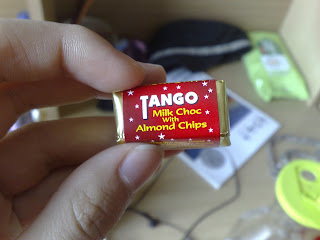 TANGO
Milk Choc
With
Almond Chips